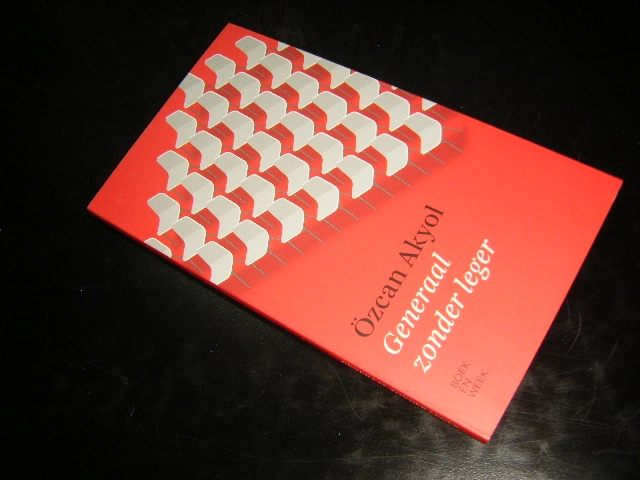 Özcan Akyol
Generaal
zonder leger
BOEK
EN
WEEK